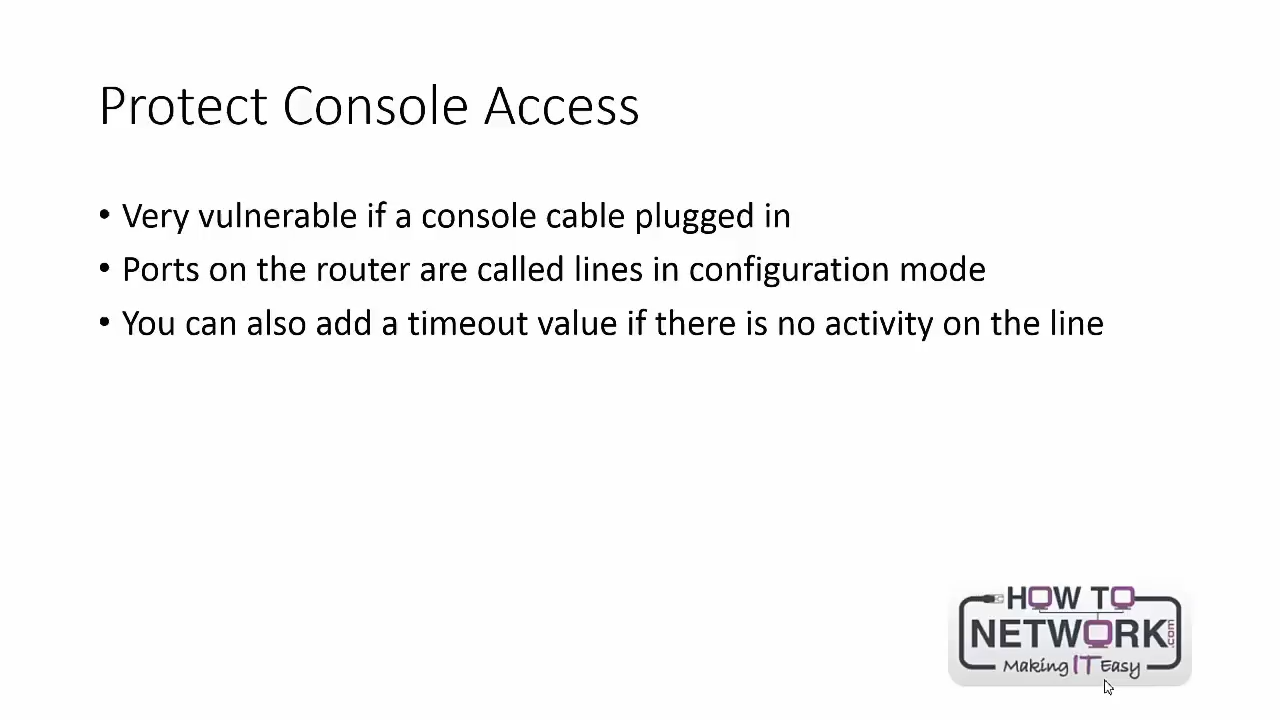 Protect Console Access
• Very vulnerable if a console cable plugged in
• Ports on the router are called lines in configuration mode
• You can also add a timeout value if there is no activity on the line
HOW TO
NETWORK.com
Making IT Easy